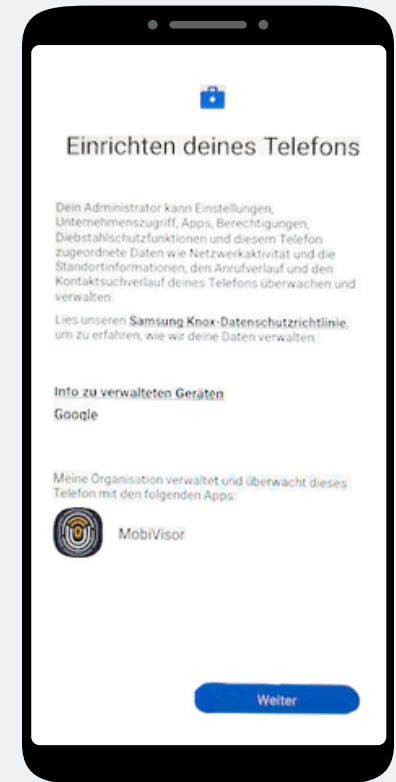 Einrichten deines Telefons
Dein Administrator kann Einstellungen,
Unternehmenszugriff, Apps, Berechtigungen,
Diebstahlschutzfunktionen und diesem Telefon
zugeordnete Daten wie Netzwerkaktivität und die
Standortinformationen, den Anrufverlauf und den
Kontaktsuchverlauf deines Telefons überwachen und
verwalten.
Lies unseren Samsung Knox-Datenschutzrichtlinie,
um zu erfahren, wie wir deine Daten verwalten.
Info zu verwalteten Geräten
Google
Meine Organisation verwaltet und überwacht dieses
Telefon mit den folgenden Apps:
MobiVisor
Weiter